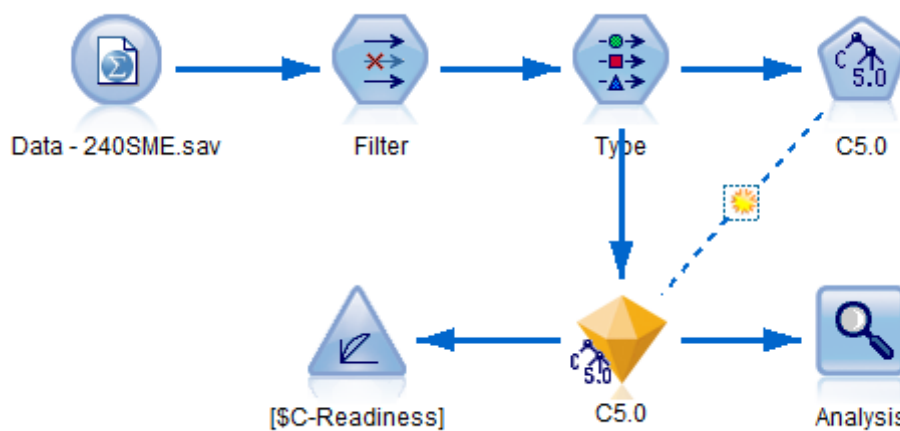 C 5.0
Data - 240SME.sav
Filter
Type
C5.0
C 5.0
[$C-Readiness]
C5.0
Analysis